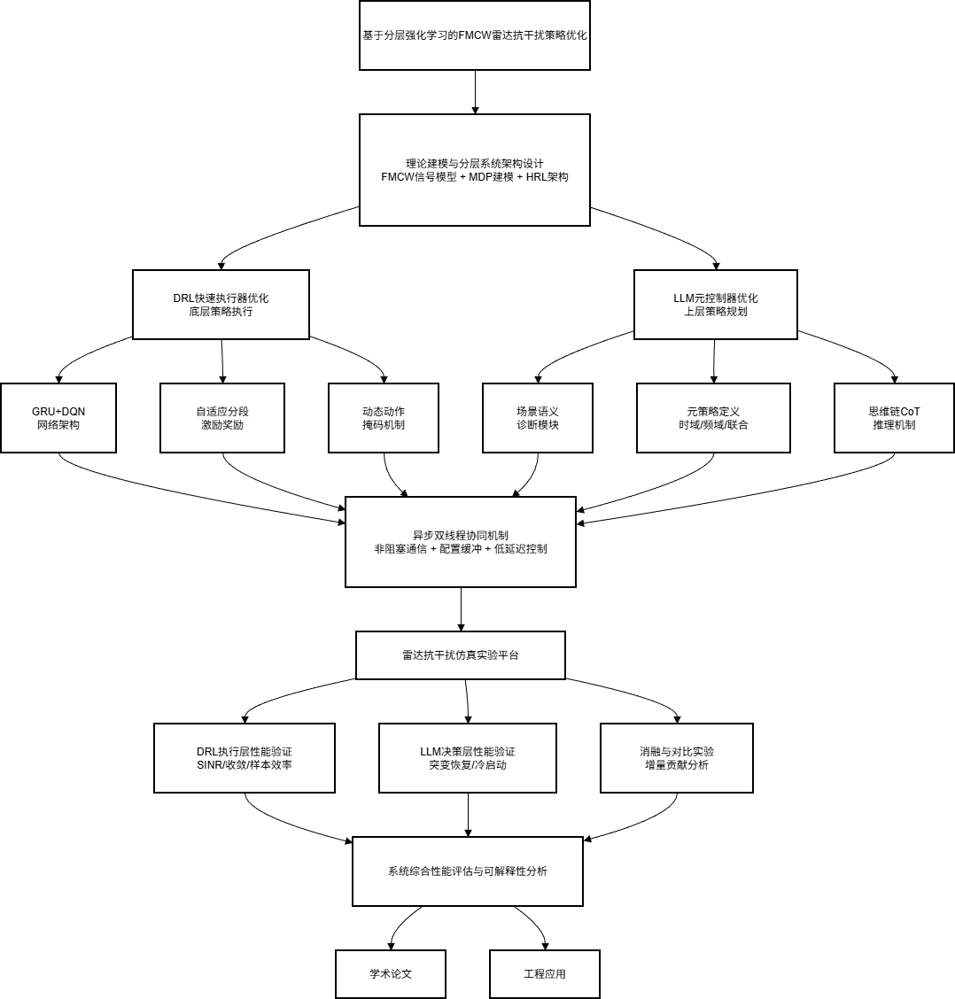 基于分层强化学习的FMCW雷达抗干扰策略优化
理论建模与分层系统架构设计
FMCW信号模型 + MDP建模 + HRL架构
DRL快速执行器优化
底层策略执行
LLM元控制器优化
上层策略规划
GRU+DQN
网络架构
自适应分段
激励奖励
动态动作
掩码机制
场景语义
诊断模块
元策略定义
时域/频域/联合
思维链CoT
推理机制
异步双线程协同机制
非阻塞通信 + 配置缓冲 + 低延迟控制
雷达抗干扰仿真实验平台
DRL执行层性能验证
SINR/收敛/样本效率
LLM决策层性能验证
突变恢复/冷启动
消融与对比实验
增量贡献分析
系统综合性能评估与可解释性分析
学术论文
工程应用